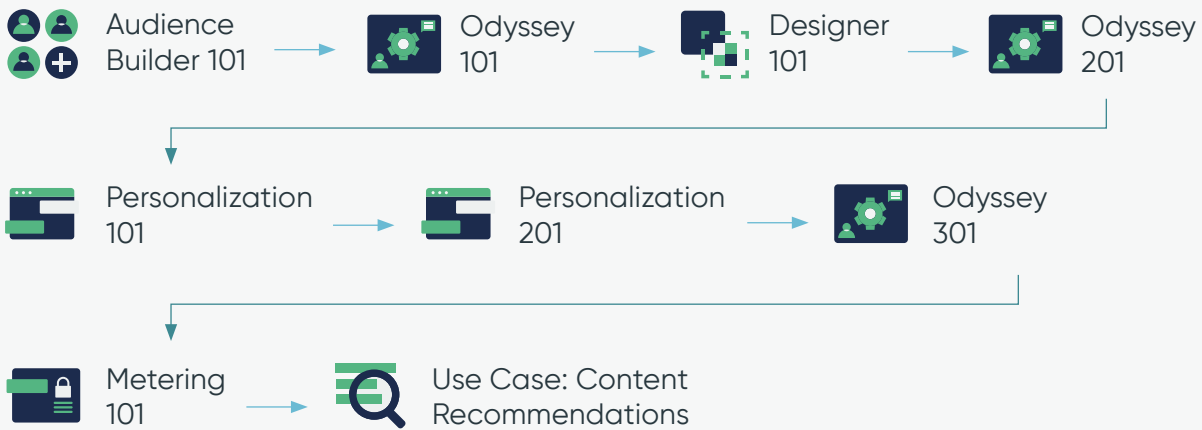 Audience
Builder 101
Odyssey
101
Designer
101
Odyssey
201
Personalization
101
Personalization
201
Odyssey
301
Metering
101
Use Case: Content
Recommendations